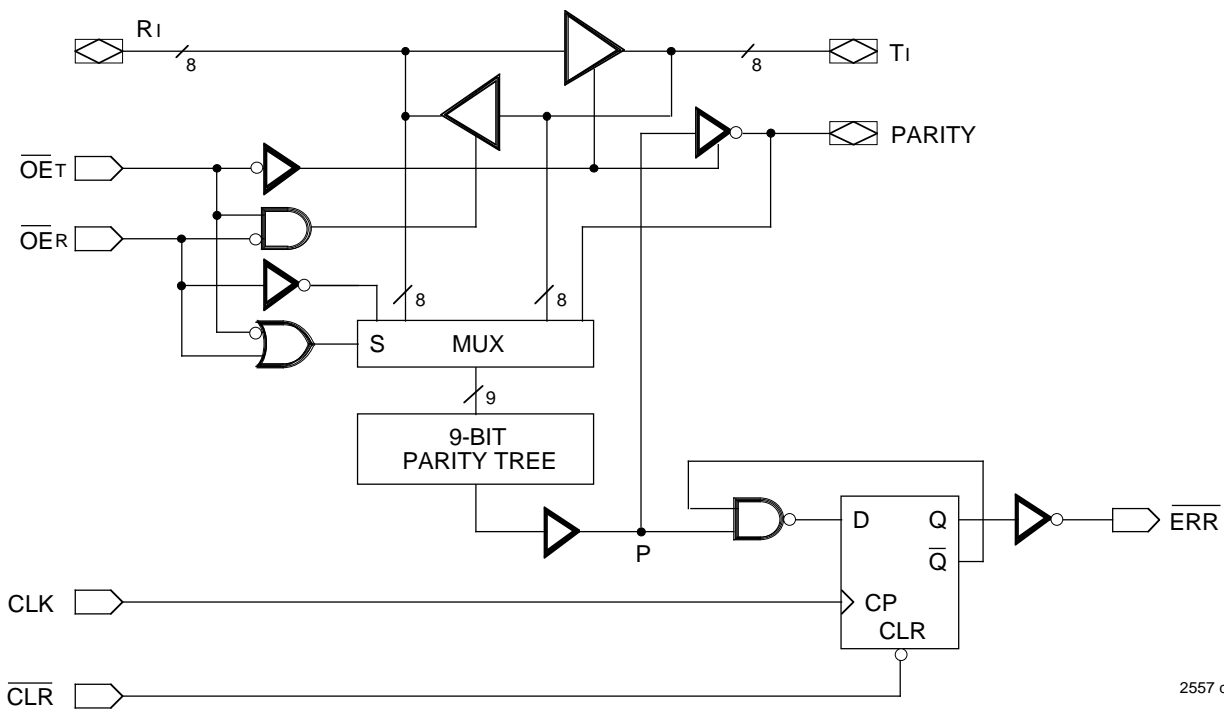 RI
8
8
TI
PARITY
OET
OER
8
8
S MUX
9
9-BIT
PARITY TREE
P
D Q
Q
ERR
CLK
CP
CLR
CLR
2557 d